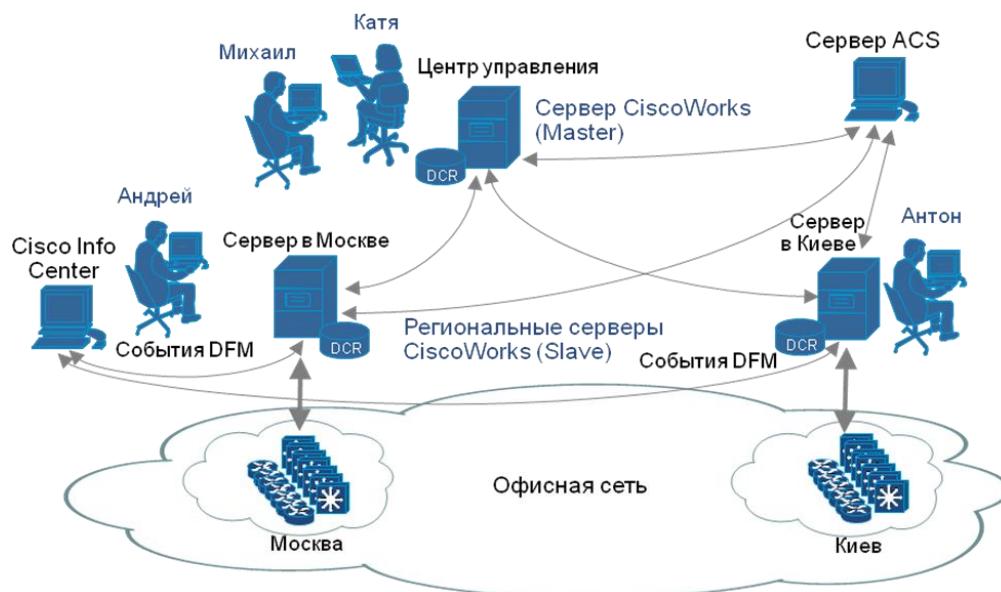 Катя
Михаил
Центр управления
Сервер ACS
Сервер CiscoWorks
(Master)
DCR
Андрей
Cisco Info
Center
Сервер в Москве
Сервер
в Киеве
Антон
DCR
Региональные серверы
CiscoWorks (Slave)
DCR
События DFM
События DFM
Офисная сеть
Москва
Киев